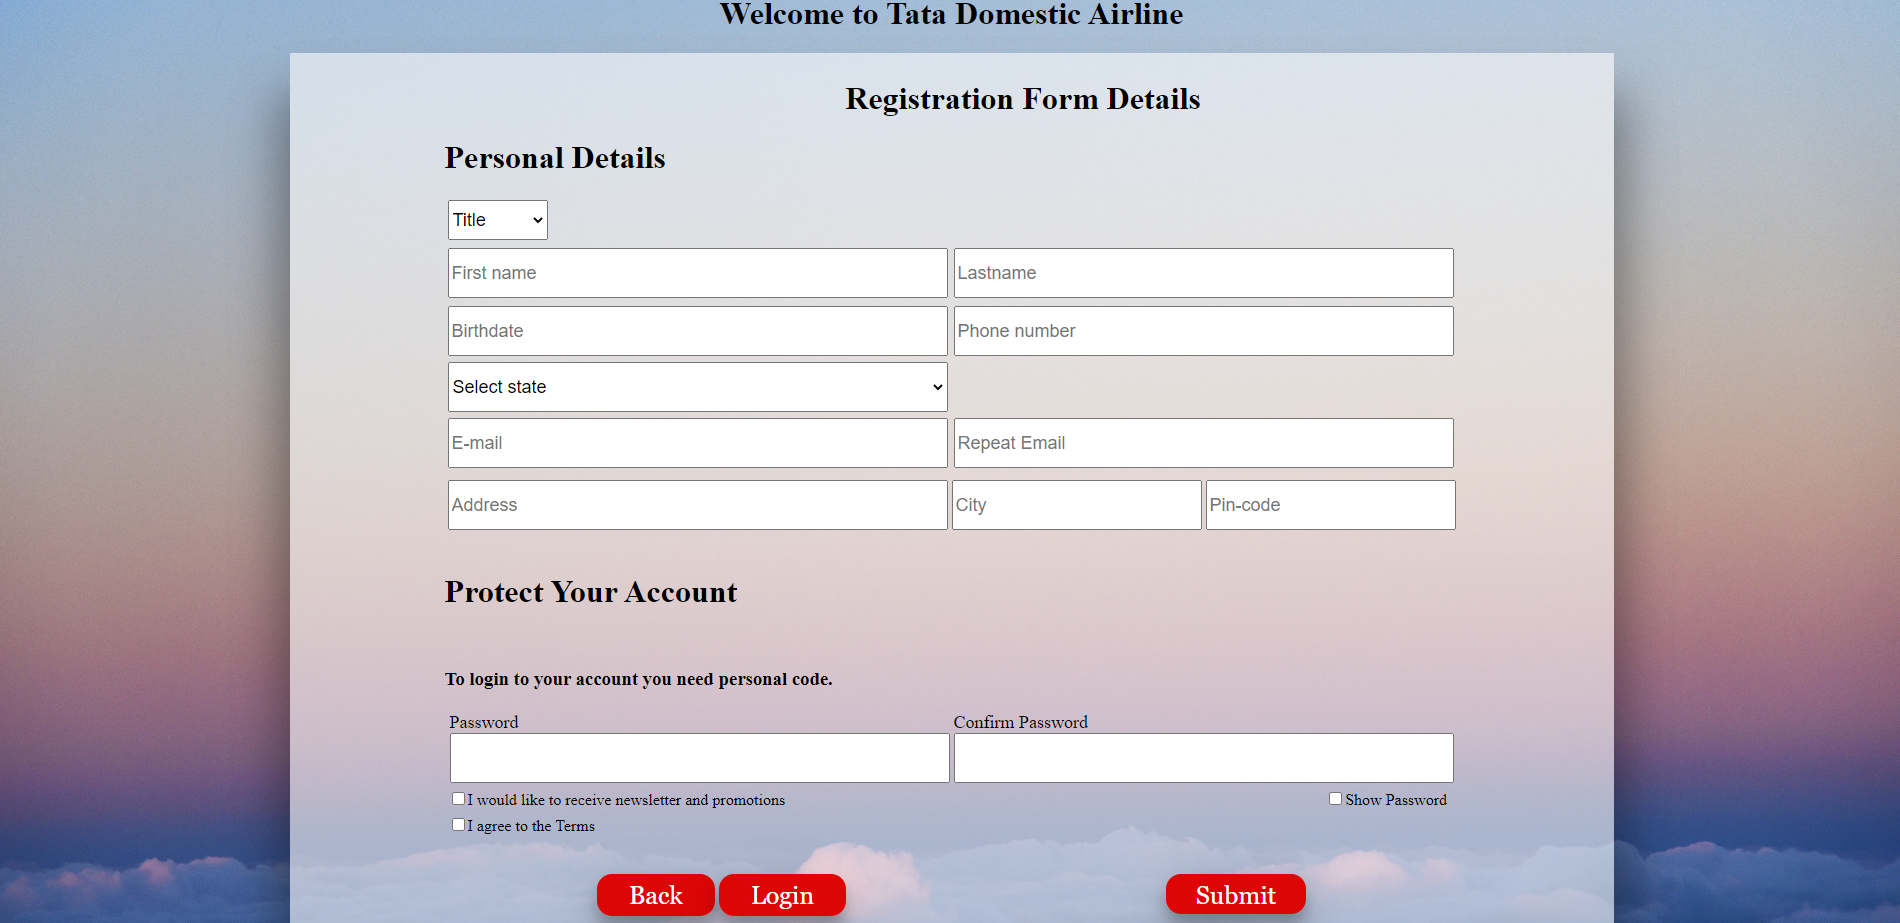 Welcome to Tata Domestic Airline
Registration Form Details
Personal Details
Title
First name Lastname
Birthdate Phone number
Select state
E-mail Repeat Email
Address City Pin-code
Protect Your Account
To login to your account you need personal code.
Password Confirm Password
I would like to receive newsletter and promotions Show Password
I agree to the Terms
Back Login Submit